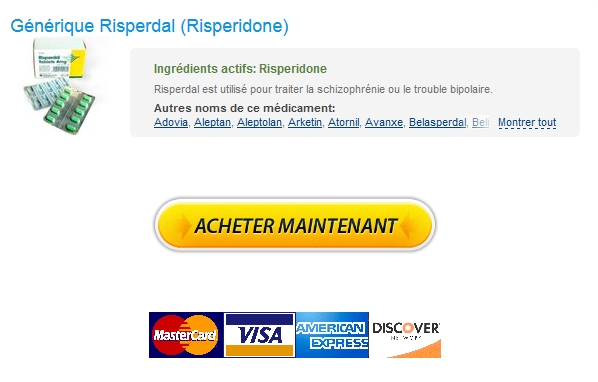 Générique Risperdal (Risperidone)
Risperdal
Tablets 4mg
Ingrédients actifs: Risperidone
Risperdal est utilisé pour traiter la schizophrénie ou le trouble bipolaire.
Autres noms de ce médicament:
Adovia, Aleptan, Aleptolan, Arketin, Atornil, Avanxe, Belasperdal, Beli Montrer tout
ACHETER MAINTENANT
MasterCard VISA AMERICAN EXPRESS DISCOVER NETWORK